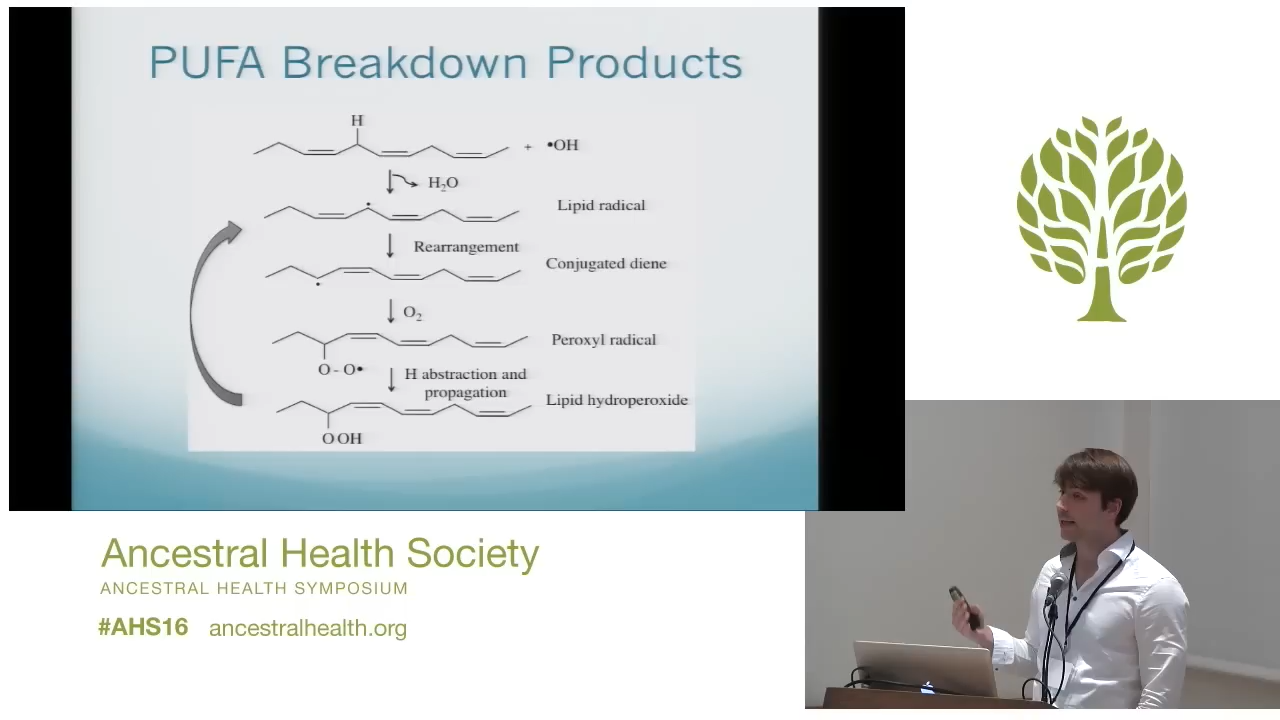 PUFA Breakdown Products
H
+ •OH
H2O
Lipid radical
Rearrangement
Conjugated diene
O2
Peroxyl radical
O - O•
H abstraction and
propagation
Lipid hydroperoxide
O OH
Ancestral Health Society
ANCESTRAL HEALTH SYMPOSIUM
#AHS16 ancestralhealth.org